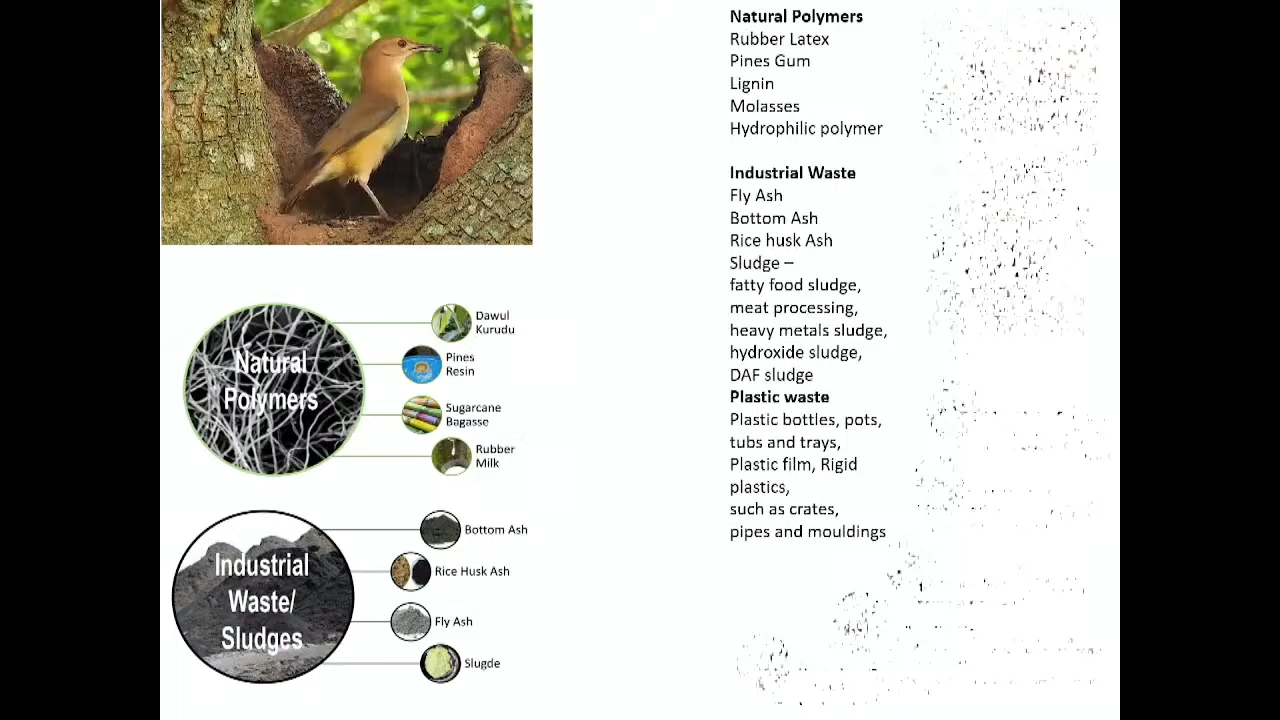 Natural Polymers
Rubber Latex
Pines Gum
Lignin
Molasses
Hydrophilic polymer
Industrial Waste
Fly Ash
Bottom Ash
Rice husk Ash
Sludge –
fatty food sludge,
meat processing,
heavy metals sludge,
hydroxide sludge,
DAF sludge
Plastic waste
Plastic bottles, pots,
tubs and trays,
Plastic film, Rigid
plastics,
such as crates,
pipes and mouldings
Natural
Polymers
Dawul
Kurudu
Pines
Resin
Sugarcane
Bagasse
Rubber
Milk
Industrial
Waste/
Sludges
Bottom Ash
Rice Husk Ash
Fly Ash
Slugde